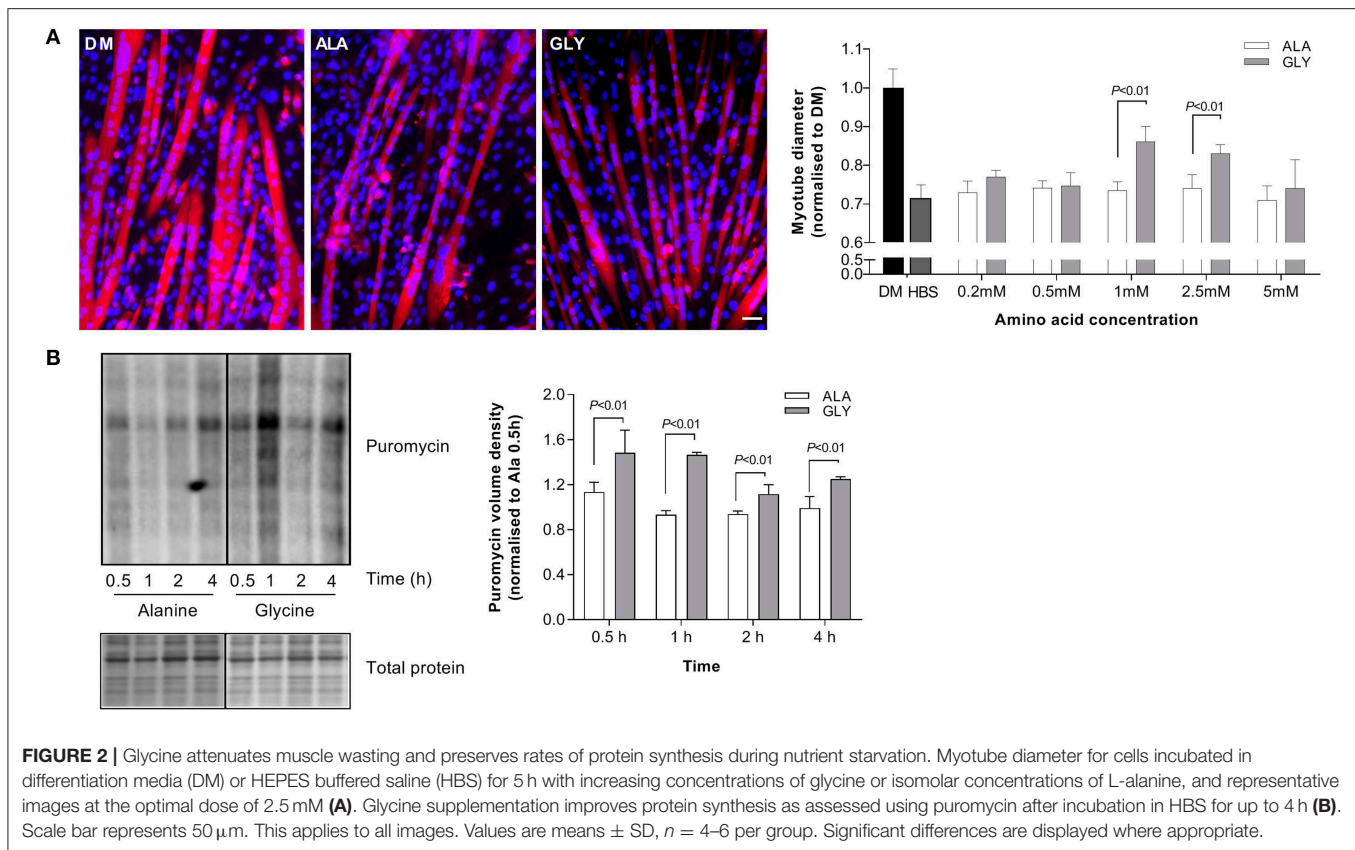 A
DM
ALA
GLY
Myotube diameter
(normalised to DM)
1.1
1.0
0.9
0.8
0.7
0.6
0.5
0.0
ALA
GLY
P<0.01
P<0.01
DM HBS 0.2mM 0.5mM 1mM 2.5mM 5mM
Amino acid concentration
B
Puromycin
0.5 1 2 4 0.5 1 2 4 Time (h)
Alanine Glycine
Total protein
Puromycin volume density
(normalised to Ala 0.5h)
2.0
1.6
1.2
0.8
0.4
0.0
ALA
GLY
P<0.01
P<0.01
P<0.01
P<0.01
0.5 h 1 h 2 h 4 h
Time
FIGURE 2 | Glycine attenuates muscle wasting and preserves rates of protein synthesis during nutrient starvation. Myotube diameter for cells incubated in
differentiation media (DM) or HEPES buffered saline (HBS) for 5 h with increasing concentrations of glycine or isomolar concentrations of L-alanine, and representative
images at the optimal dose of 2.5 mM (A). Glycine supplementation improves protein synthesis as assessed using puromycin after incubation in HBS for up to 4 h (B).
Scale bar represents 50 μm. This applies to all images. Values are means ± SD, n = 4–6 per group. Significant differences are displayed where appropriate.